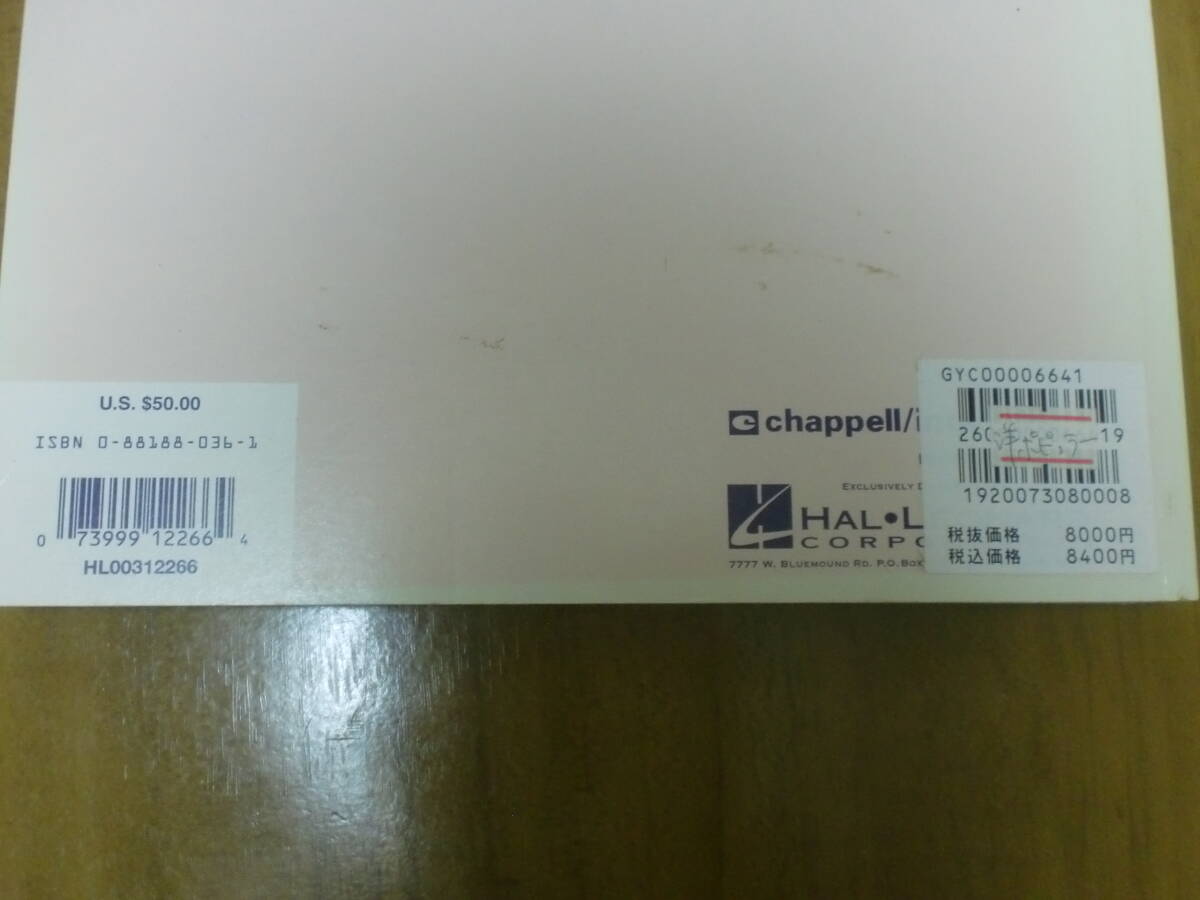 U.S. $50.00
ISBN 0-88188-036-1
0 73999 12266 4
HL00312266
chappell/in
EXCLUSIVELY D
HAL•L
CORPO
7777 W. BLUEMOUND RD. P.O. BOX
GYC00006641
260 19
洋ポピュラー
1920073080008
税抜価格 8000円
税込価格 8400円